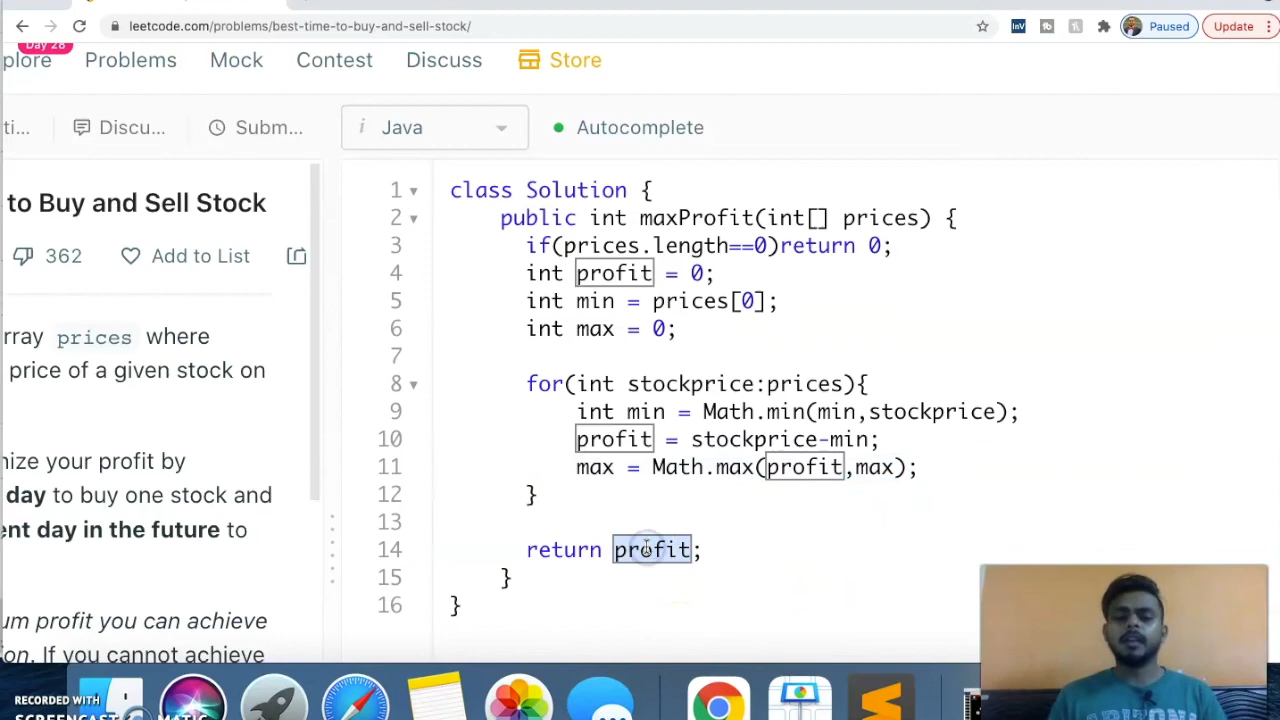 leetcode.com/problems/best-time-to-buy-and-sell-stock/
InV
Paused
Update
Day 28
plore
Problems
Mock
Contest
Discuss
Store
ti...
Discu...
Subm...
i
Java
Autocomplete
to Buy and Sell Stock
362
Add to List
rray prices where
price of a given stock on
nize your profit by
day to buy one stock and
ent day in the future to
um profit you can achieve
on. If you cannot achieve
1 class Solution {
2 public int maxProfit(int[] prices) {
3 if(prices.length==0)return 0;
4 int profit = 0;
5 int min = prices[0];
6 int max = 0;
7
8 for(int stockprice:prices){
9 int min = Math.min(min,stockprice);
10 profit = stockprice-min;
11 max = Math.max(profit,max);
12 }
13
14 return profit;
15 }
16 }
RECORDED WITH